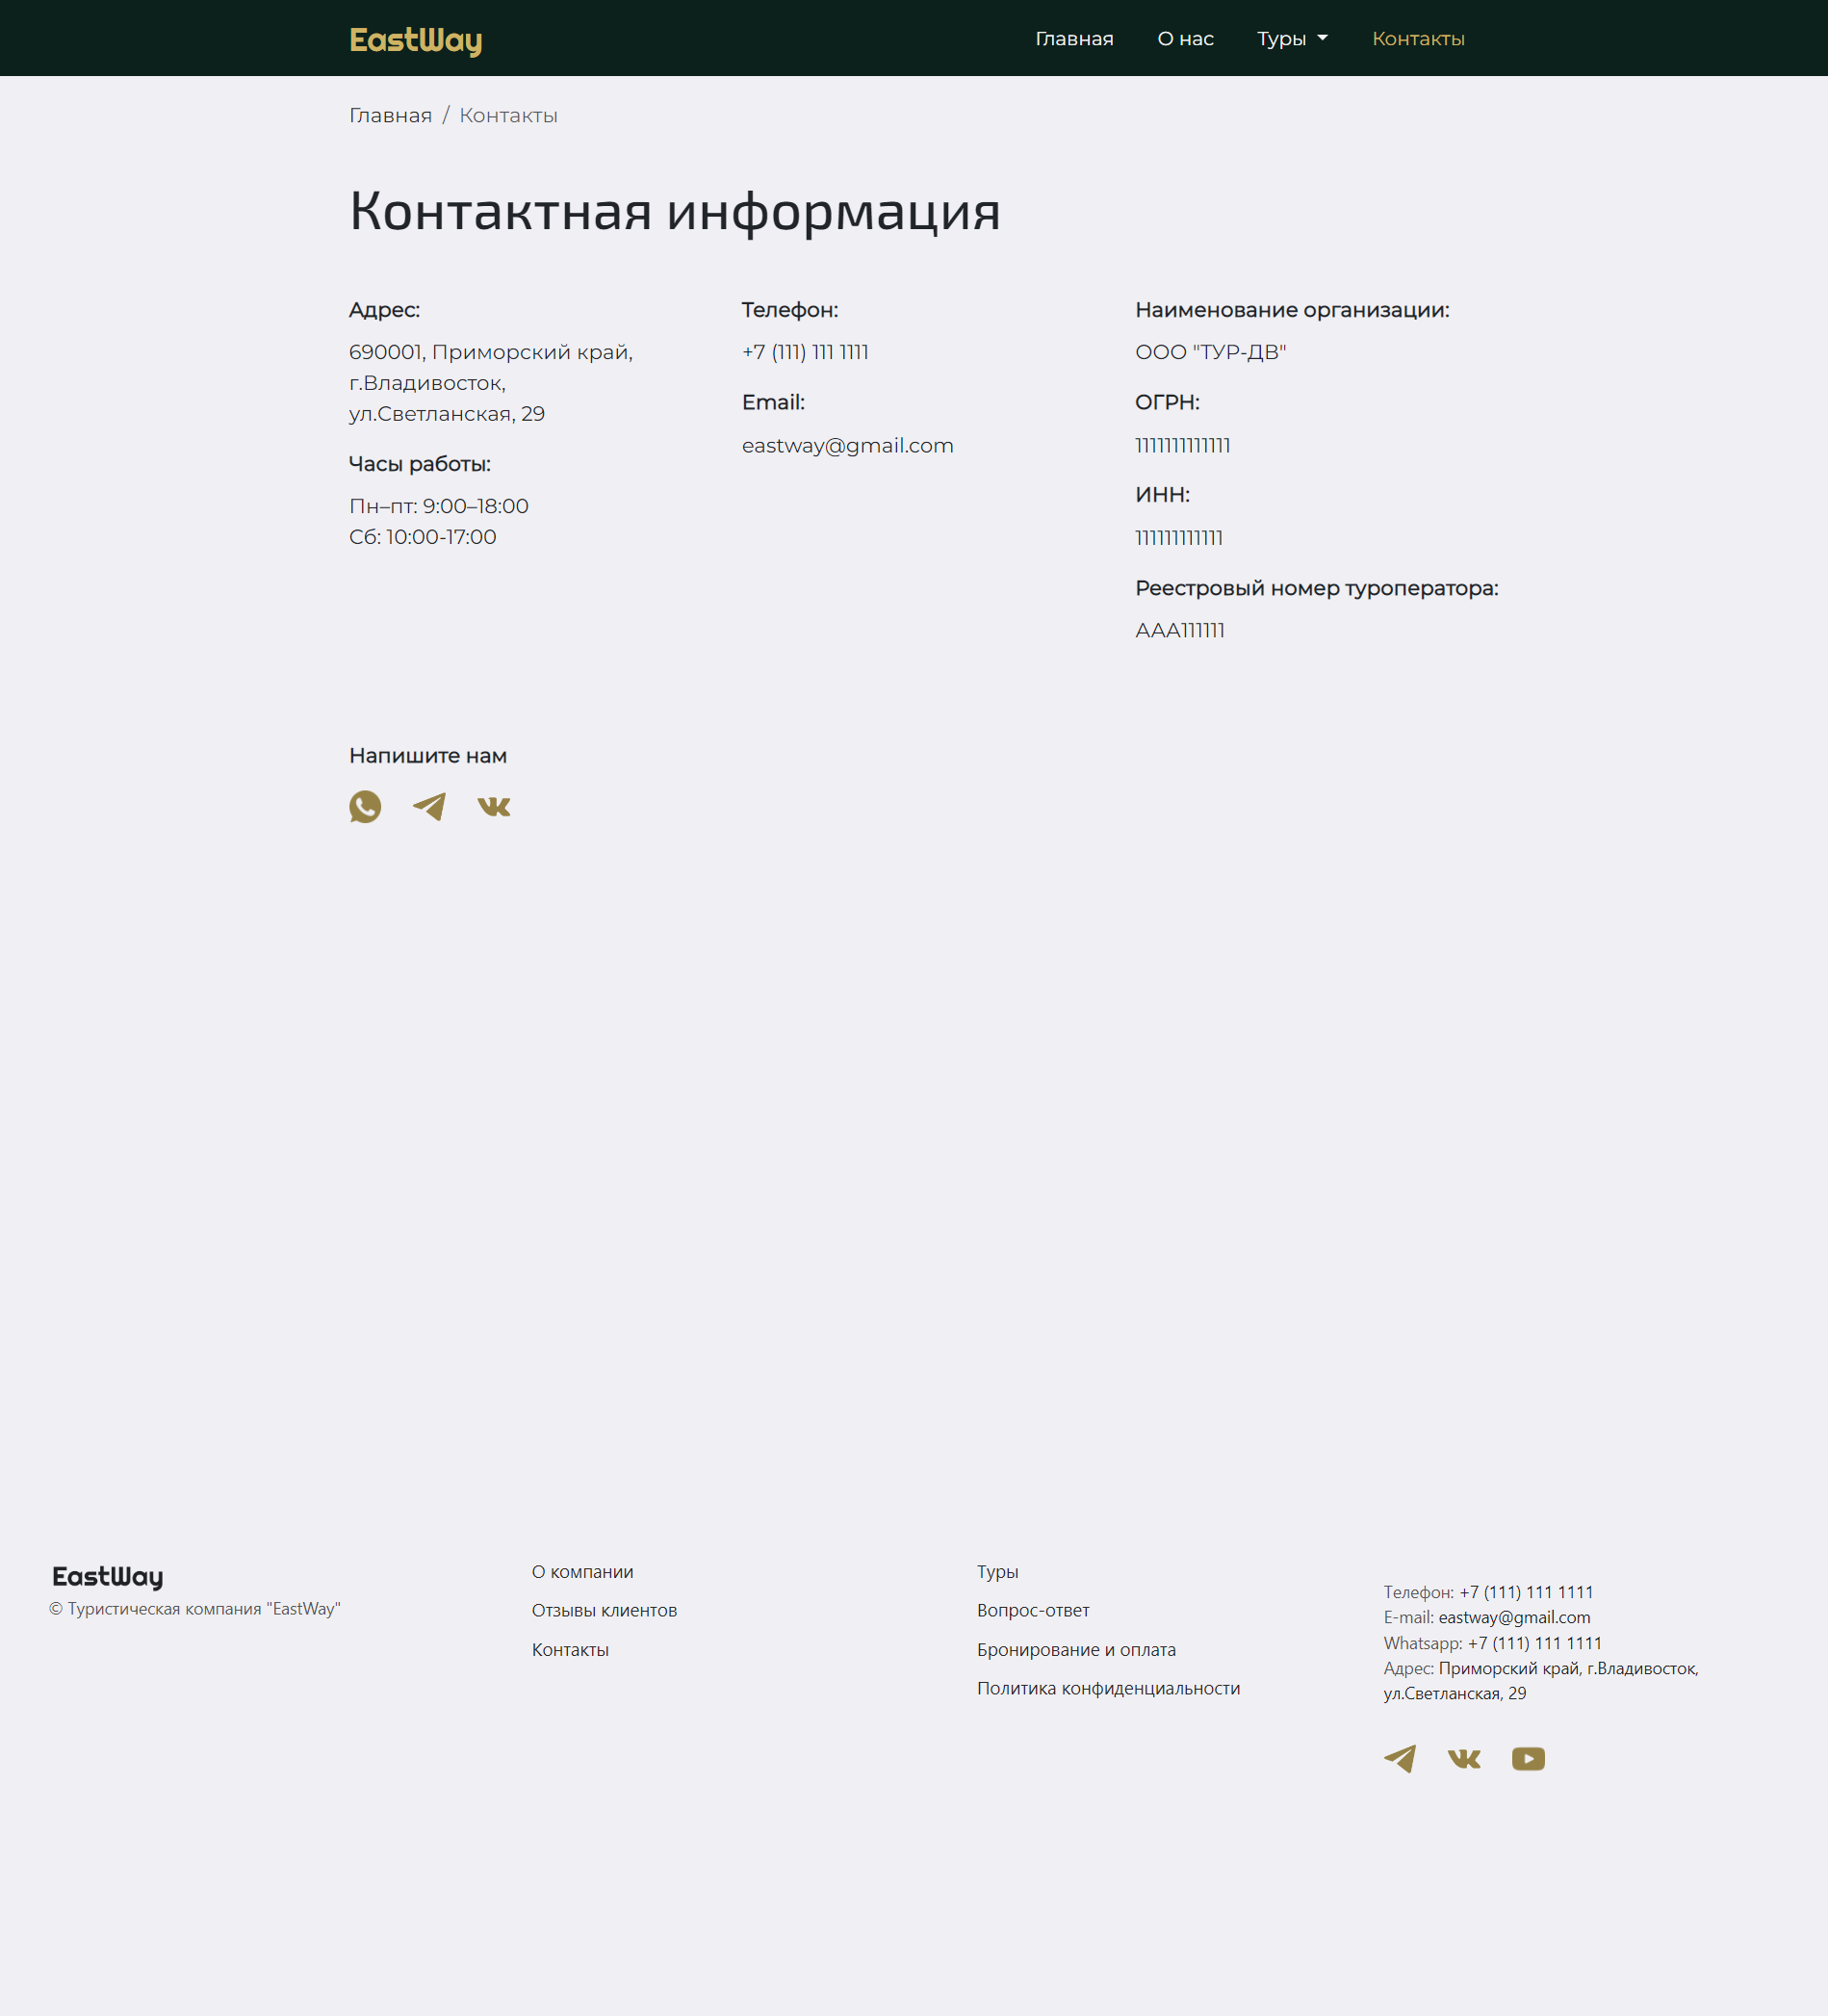 EastWay
Главная
О нас
Туры
Контакты
Главная / Контакты
Контактная информация
Адрес:
690001, Приморский край,
г.Владивосток,
ул.Светланская, 29
Часы работы:
Пн–пт: 9:00–18:00
Сб: 10:00-17:00
Телефон:
+7 (111) 111 1111
Email:
eastway@gmail.com
Наименование организации:
ООО "ТУР-ДВ"
ОГРН:
1111111111111
ИНН:
111111111111
Реестровый номер туроператора:
ААА111111
Напишите нам
EastWay
© Туристическая компания "EastWay"
О компании
Отзывы клиентов
Контакты
Туры
Вопрос-ответ
Бронирование и оплата
Политика конфиденциальности
Телефон: +7 (111) 111 1111
E-mail: eastway@gmail.com
Whatsapp: +7 (111) 111 1111
Адрес: Приморский край, г.Владивосток,
ул.Светланская, 29